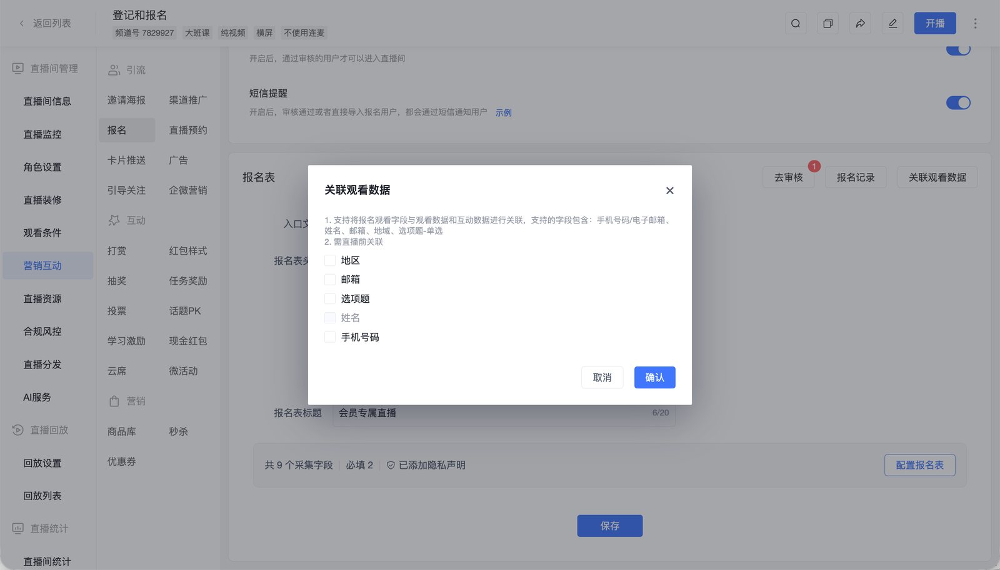 返回列表
登记和报名
频道号 7829927 大班课 纯视频 横屏 不使用连麦
开播
直播间管理
直播间信息
直播监控
角色设置
直播装修
观看条件
营销互动
直播资源
合规风控
直播分发
AI服务
直播回放
回放设置
回放列表
直播统计
直播间统计
引流
邀请海报 渠道推广
报名 直播预约
卡片推送 广告
引导关注 企微营销
互动
打赏 红包样式
抽奖 任务奖励
投票 话题PK
学习激励 现金红包
云席 微活动
营销
商品库 秒杀
优惠券
开启后，通过审核的用户才可以进入直播间
短信提醒
开启后，审核通过或者直接导入报名用户，都会通过短信通知用户 示例
报名表
去审核 1 报名记录 关联观看数据
入口文
报名表头
关联观看数据
1. 支持将报名观看字段与观看数据和互动数据进行关联，支持的字段包含：手机号码/电子邮箱、
姓名、邮箱、地域、选项题-单选
2. 需直播前关联
地区
邮箱
选项题
姓名
手机号码
取消 确认
报名表标题 会员专属直播 6/20
共 9 个采集字段 必填 2 已添加隐私声明 配置报名表
保存